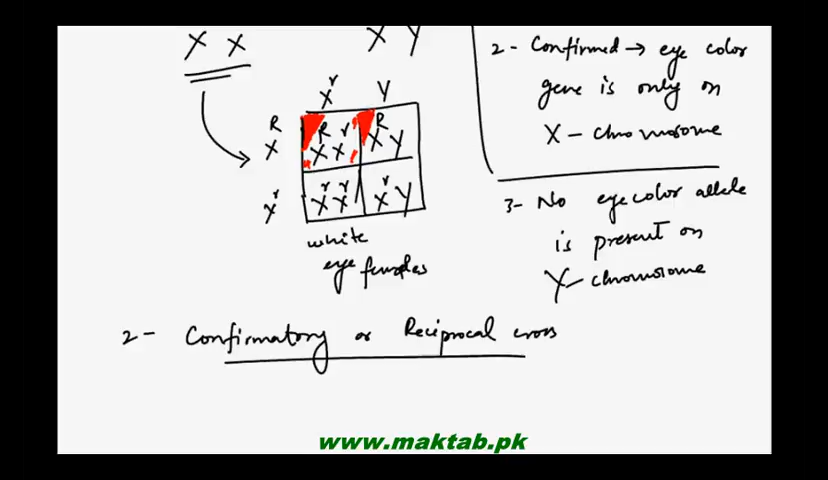 X X
X Y
2 - Confirmed → eye color
gene is only on
X - chromosome
r
X Y
R
X
R r
X X
R
X Y
r
X
r r
X X
r
X Y
white
eye females
3 - No eye color allele
is present on
Y - chromosome
2 - Confirmatory or Reciprocal cross
www.maktab.pk